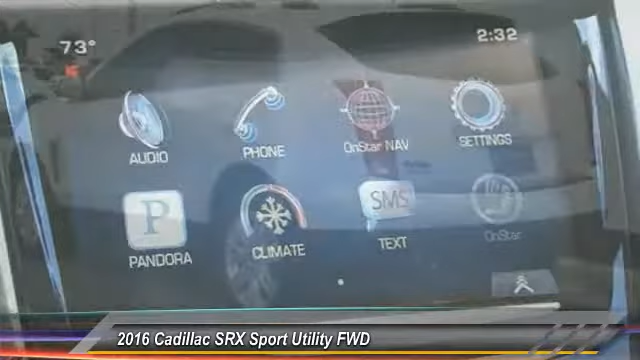 73°
2:32
AUDIO
PHONE
OnStar NAV
SETTINGS
P
SMS
PANDORA
CLIMATE
TEXT
OnStar
2016 Cadillac SRX Sport Utility FWD